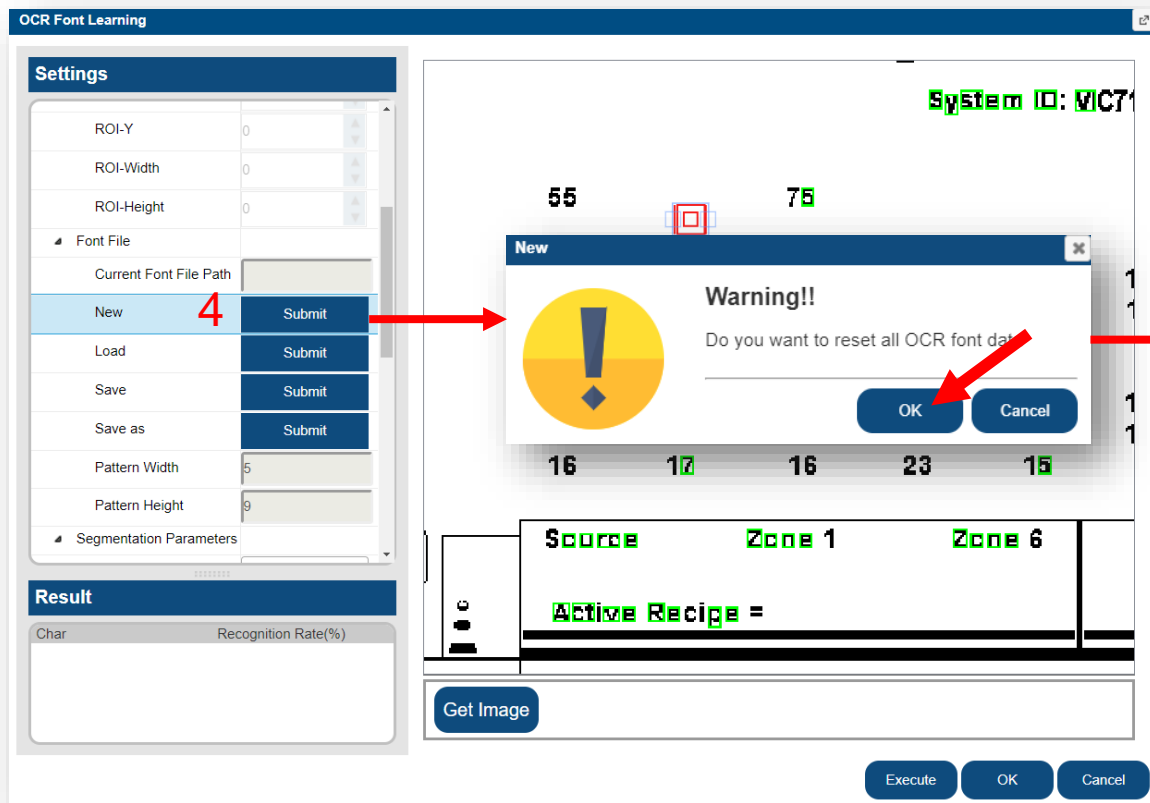 OCR Font Learning
Settings
ROI-Y 0
ROI-Width 0
ROI-Height 0
Font File
Current Font File Path
New 4 Submit
Load Submit
Save Submit
Save as Submit
Pattern Width 5
Pattern Height 9
Segmentation Parameters
Result
Char Recognition Rate(%)
System ID: VIC71
55 75
New
Warning!!
Do you want to reset all OCR font
OK Cancel
16 17 16 23 15
Source Zone 1 Zone 6
Active Recipe =
Get Image
Execute OK Cancel